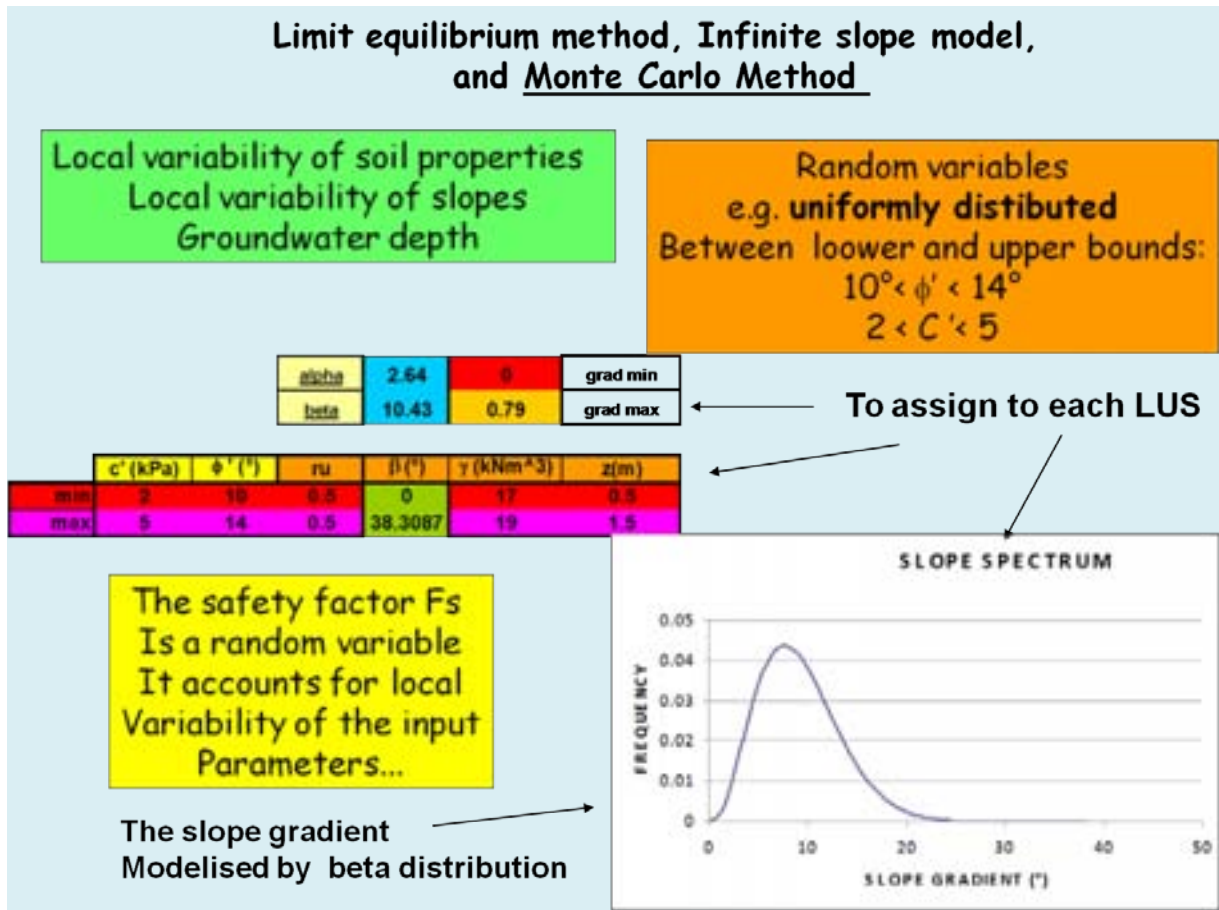 Limit equilibrium method, Infinite slope model,
and Monte Carlo Method
Local variability of soil properties
Local variability of slopes
Groundwater depth
Random variables
e.g. uniformly distibuted
Between loower and upper bounds:
10°< ϕ' < 14°
2 < C '< 5
alpha 2.64 0 grad min
beta 10.43 0.79 grad max
To assign to each LUS
c' (kPa) ϕ ' (°) ru β (°) γ (kNm^3) z(m)
min 2 10 0.5 0 17 0.5
max 5 14 0.5 38.3087 19 1.5
The safety factor Fs
Is a random variable
It accounts for local
Variability of the input
Parameters...
The slope gradient
Modelised by beta distribution
SLOPE SPECTRUM
FREQUENCY
0.05
0.04
0.03
0.02
0.01
0
0 10 20 30 40 50
SLOPE GRADIENT (°)